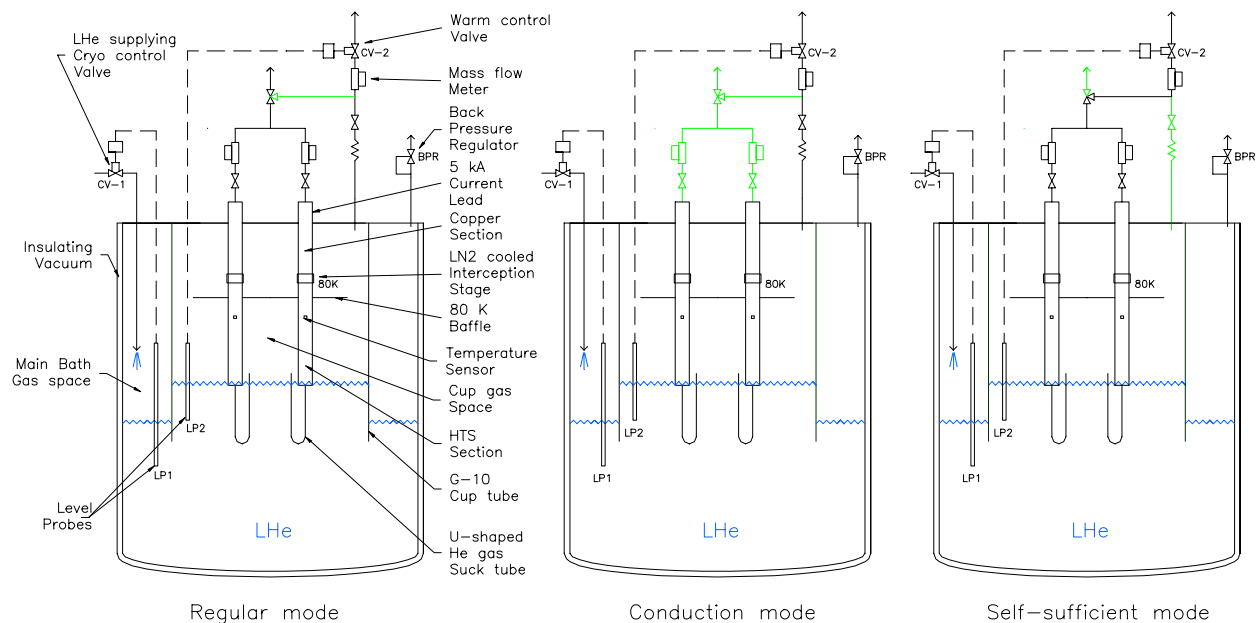 LHe supplying
Cryo control
Valve
Warm control
Valve
CV-2
Mass flow
Meter
Back
Pressure
Regulator
BPR
CV-1
5 kA
Current
Lead
Copper
Section
Insulating
Vacuum
LN2 cooled
Interception
Stage
80K
80 K
Baffle
Temperature
Sensor
Main Bath
Gas space
Cup gas
Space
LP2
HTS
Section
LP1
G-10
Cup tube
Level
Probes
LHe
U-shaped
He gas
Suck tube
Regular mode
CV-2
BPR
CV-1
80K
LP2
LP1
LHe
Conduction mode
CV-2
BPR
CV-1
80K
LP2
LP1
LHe
Self-sufficient mode